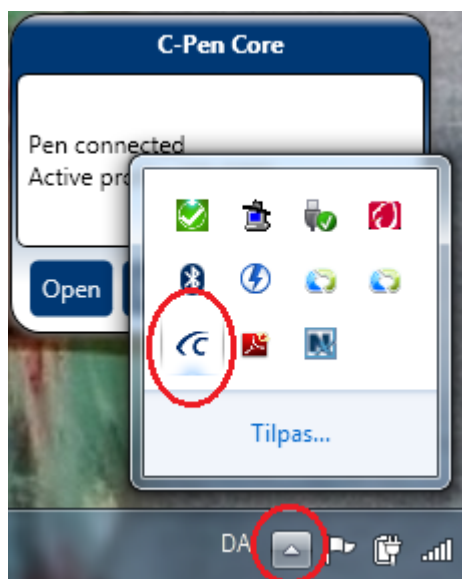 C-Pen Core
Pen connected
Active pro
Open
Tilpas...
DA